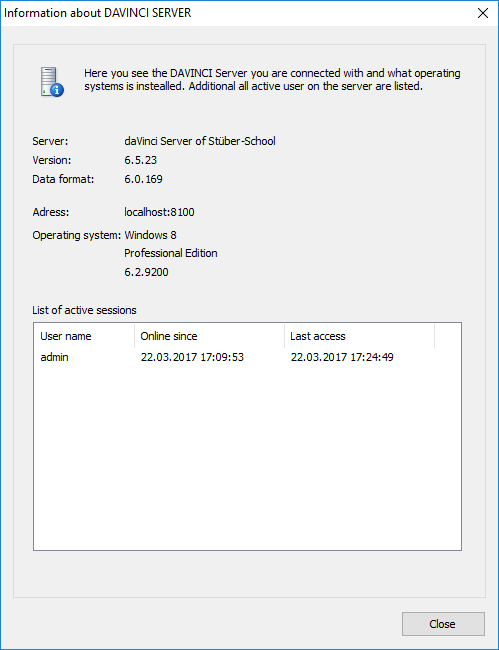 Information about DAVINCI SERVER
Here you see the DAVINCI Server you are connected with and what operating
systems is instealled. Additional all active user on the server are listed.
Server: daVinci Server of Stüber-School
Version: 6.5.23
Data format: 6.0.169
Adress: localhost:8100
Operating system: Windows 8
Professional Edition
6.2.9200
List of active sessions
User name Online since Last access
admin 22.03.2017 17:09:53 22.03.2017 17:24:49
Close